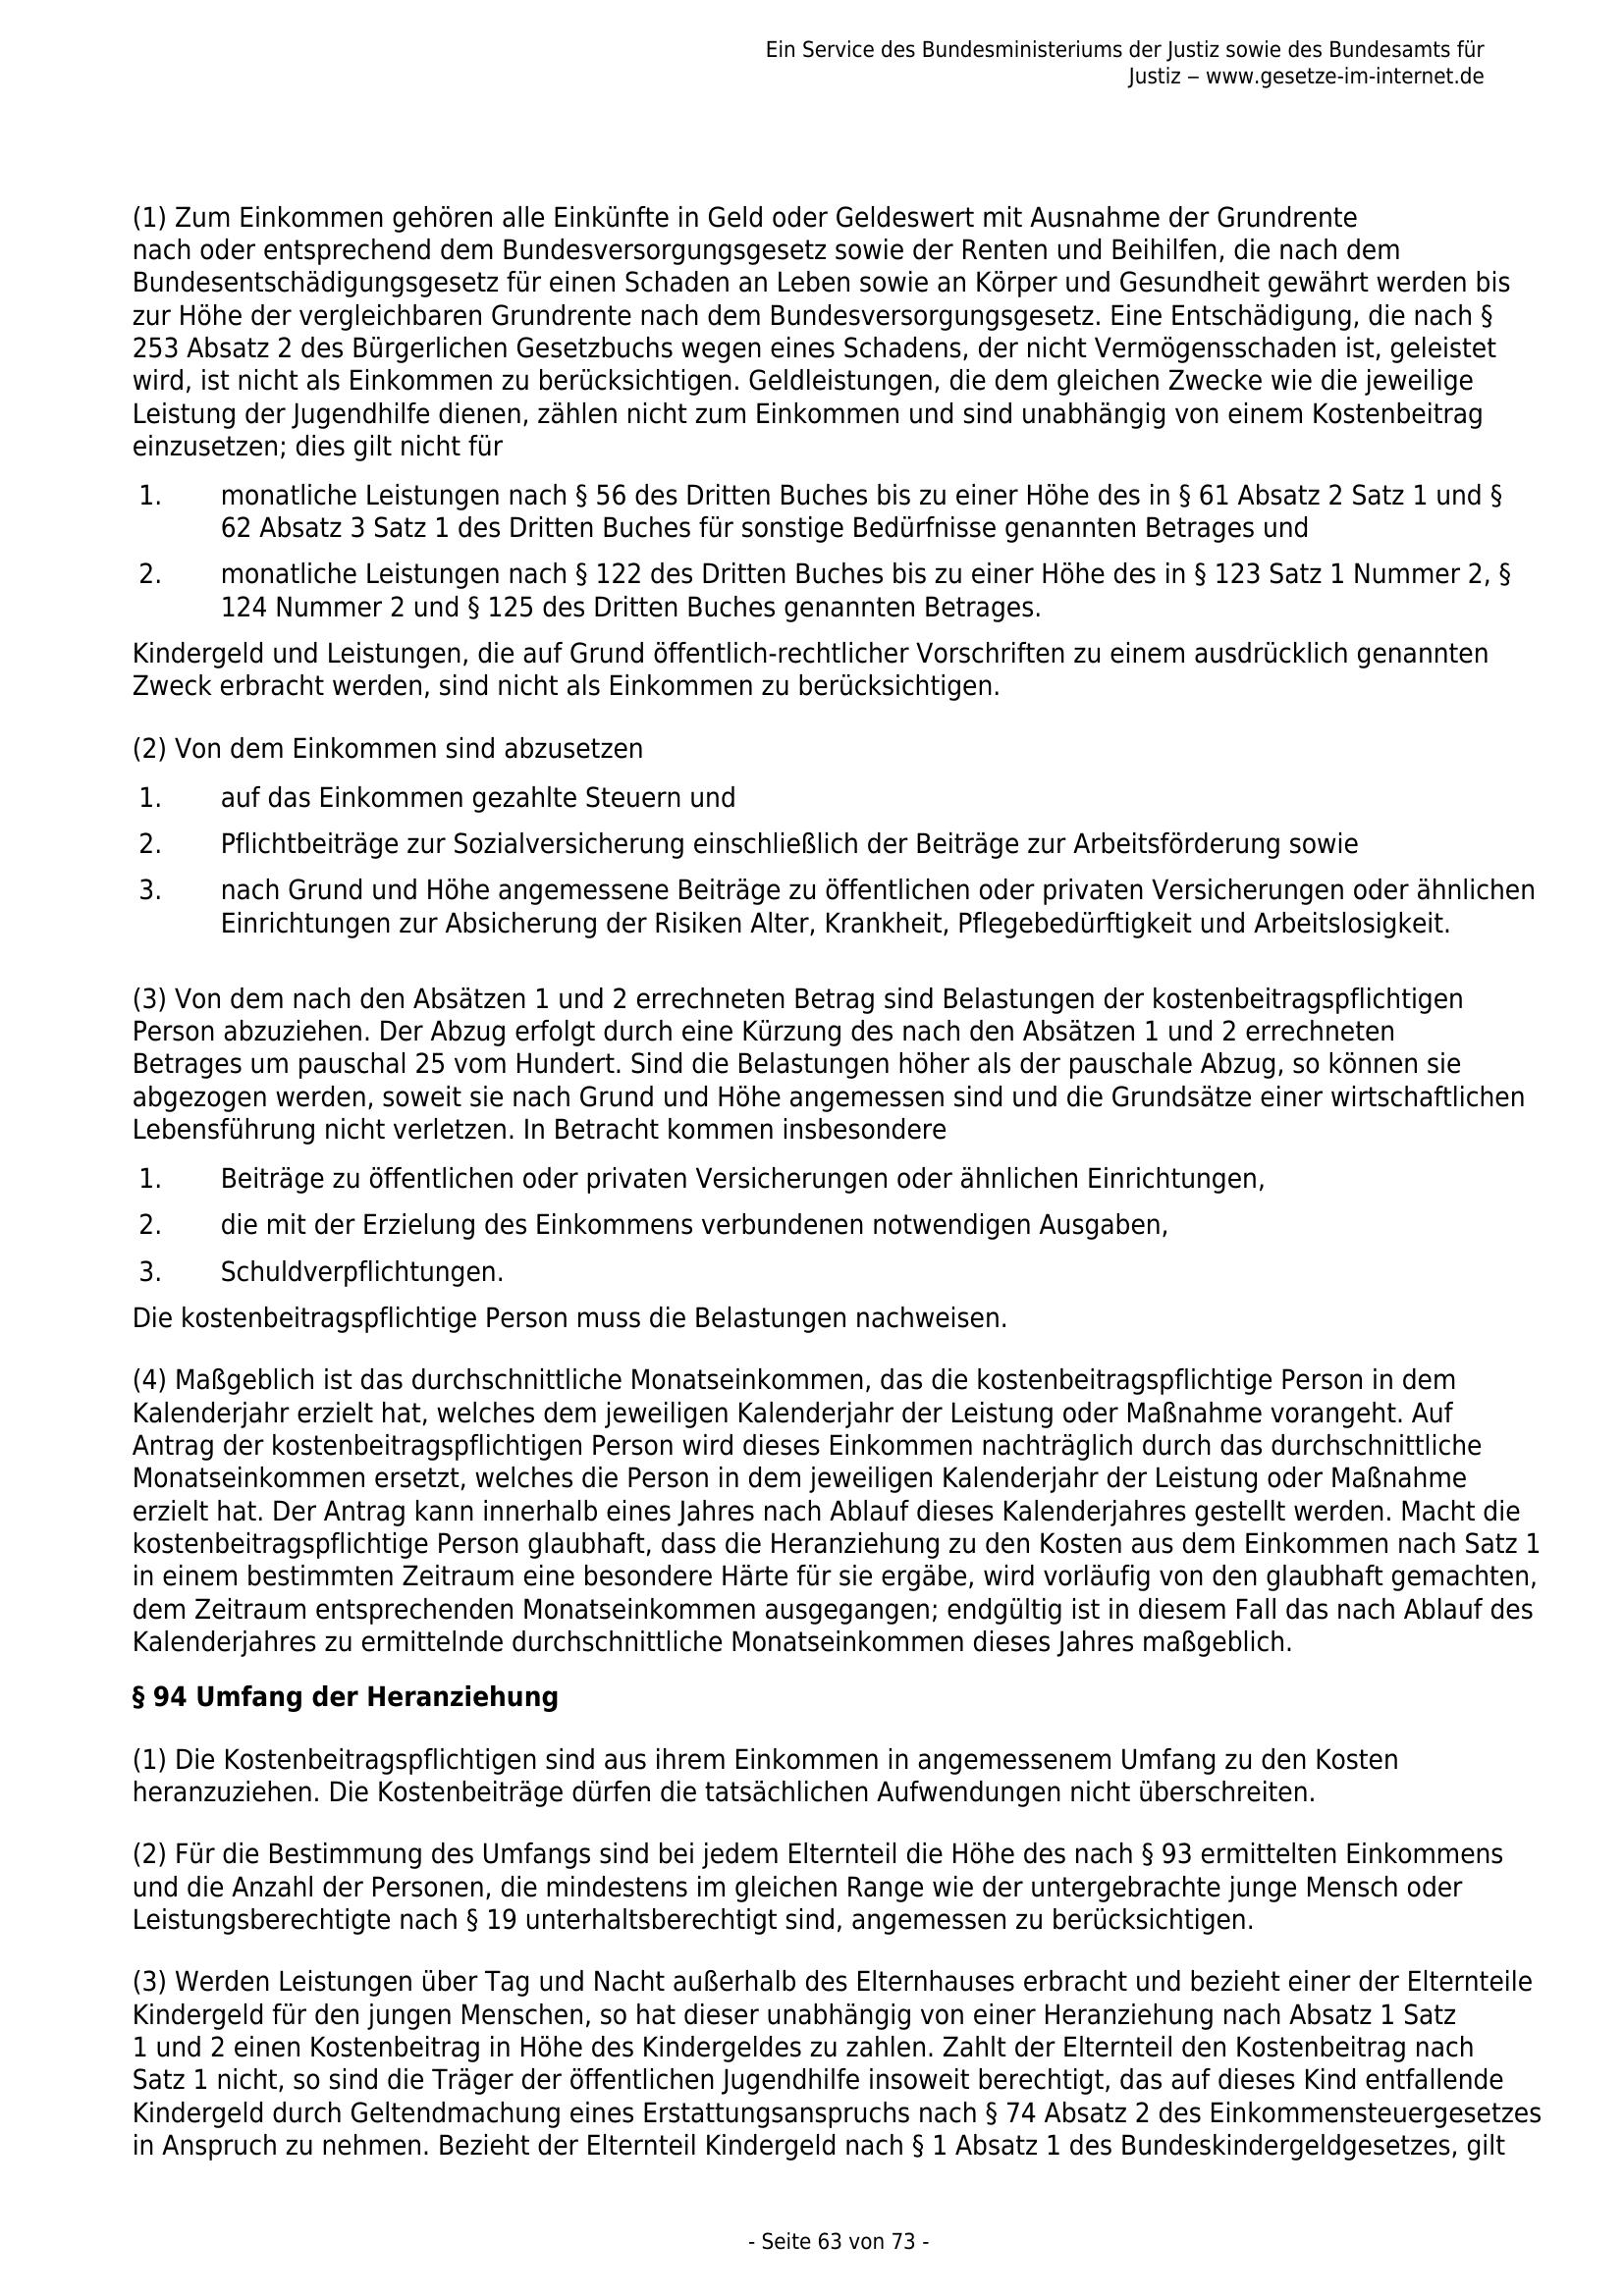 Ein Service des Bundesministeriums der Justiz sowie des Bundesamts für
Justiz ‒ www.gesetze-im-internet.de
(1) Zum Einkommen gehören alle Einkünfte in Geld oder Geldeswert mit Ausnahme der Grundrente
nach oder entsprechend dem Bundesversorgungsgesetz sowie der Renten und Beihilfen, die nach dem
Bundesentschädigungsgesetz für einen Schaden an Leben sowie an Körper und Gesundheit gewährt werden bis
zur Höhe der vergleichbaren Grundrente nach dem Bundesversorgungsgesetz. Eine Entschädigung, die nach §
253 Absatz 2 des Bürgerlichen Gesetzbuchs wegen eines Schadens, der nicht Vermögensschaden ist, geleistet
wird, ist nicht als Einkommen zu berücksichtigen. Geldleistungen, die dem gleichen Zwecke wie die jeweilige
Leistung der Jugendhilfe dienen, zählen nicht zum Einkommen und sind unabhängig von einem Kostenbeitrag
einzusetzen; dies gilt nicht für
1. monatliche Leistungen nach § 56 des Dritten Buches bis zu einer Höhe des in § 61 Absatz 2 Satz 1 und §
62 Absatz 3 Satz 1 des Dritten Buches für sonstige Bedürfnisse genannten Betrages und
2. monatliche Leistungen nach § 122 des Dritten Buches bis zu einer Höhe des in § 123 Satz 1 Nummer 2, §
124 Nummer 2 und § 125 des Dritten Buches genannten Betrages.
Kindergeld und Leistungen, die auf Grund öffentlich-rechtlicher Vorschriften zu einem ausdrücklich genannten
Zweck erbracht werden, sind nicht als Einkommen zu berücksichtigen.
(2) Von dem Einkommen sind abzusetzen
1. auf das Einkommen gezahlte Steuern und
2. Pflichtbeiträge zur Sozialversicherung einschließlich der Beiträge zur Arbeitsförderung sowie
3. nach Grund und Höhe angemessene Beiträge zu öffentlichen oder privaten Versicherungen oder ähnlichen
Einrichtungen zur Absicherung der Risiken Alter, Krankheit, Pflegebedürftigkeit und Arbeitslosigkeit.
(3) Von dem nach den Absätzen 1 und 2 errechneten Betrag sind Belastungen der kostenbeitragspflichtigen
Person abzuziehen. Der Abzug erfolgt durch eine Kürzung des nach den Absätzen 1 und 2 errechneten
Betrages um pauschal 25 vom Hundert. Sind die Belastungen höher als der pauschale Abzug, so können sie
abgezogen werden, soweit sie nach Grund und Höhe angemessen sind und die Grundsätze einer wirtschaftlichen
Lebensführung nicht verletzen. In Betracht kommen insbesondere
1. Beiträge zu öffentlichen oder privaten Versicherungen oder ähnlichen Einrichtungen,
2. die mit der Erzielung des Einkommens verbundenen notwendigen Ausgaben,
3. Schuldverpflichtungen.
Die kostenbeitragspflichtige Person muss die Belastungen nachweisen.
(4) Maßgeblich ist das durchschnittliche Monatseinkommen, das die kostenbeitragspflichtige Person in dem
Kalenderjahr erzielt hat, welches dem jeweiligen Kalenderjahr der Leistung oder Maßnahme vorangeht. Auf
Antrag der kostenbeitragspflichtigen Person wird dieses Einkommen nachträglich durch das durchschnittliche
Monatseinkommen ersetzt, welches die Person in dem jeweiligen Kalenderjahr der Leistung oder Maßnahme
erzielt hat. Der Antrag kann innerhalb eines Jahres nach Ablauf dieses Kalenderjahres gestellt werden. Macht die
kostenbeitragspflichtige Person glaubhaft, dass die Heranziehung zu den Kosten aus dem Einkommen nach Satz 1
in einem bestimmten Zeitraum eine besondere Härte für sie ergäbe, wird vorläufig von den glaubhaft gemachten,
dem Zeitraum entsprechenden Monatseinkommen ausgegangen; endgültig ist in diesem Fall das nach Ablauf des
Kalenderjahres zu ermittelnde durchschnittliche Monatseinkommen dieses Jahres maßgeblich.
§ 94 Umfang der Heranziehung
(1) Die Kostenbeitragspflichtigen sind aus ihrem Einkommen in angemessenem Umfang zu den Kosten
heranzuziehen. Die Kostenbeiträge dürfen die tatsächlichen Aufwendungen nicht überschreiten.
(2) Für die Bestimmung des Umfangs sind bei jedem Elternteil die Höhe des nach § 93 ermittelten Einkommens
und die Anzahl der Personen, die mindestens im gleichen Range wie der untergebrachte junge Mensch oder
Leistungsberechtigte nach § 19 unterhaltsberechtigt sind, angemessen zu berücksichtigen.
(3) Werden Leistungen über Tag und Nacht außerhalb des Elternhauses erbracht und bezieht einer der Elternteile
Kindergeld für den jungen Menschen, so hat dieser unabhängig von einer Heranziehung nach Absatz 1 Satz
1 und 2 einen Kostenbeitrag in Höhe des Kindergeldes zu zahlen. Zahlt der Elternteil den Kostenbeitrag nach
Satz 1 nicht, so sind die Träger der öffentlichen Jugendhilfe insoweit berechtigt, das auf dieses Kind entfallende
Kindergeld durch Geltendmachung eines Erstattungsanspruchs nach § 74 Absatz 2 des Einkommensteuergesetzes
in Anspruch zu nehmen. Bezieht der Elternteil Kindergeld nach § 1 Absatz 1 des Bundeskindergeldgesetzes, gilt
- Seite 63 von 73 -